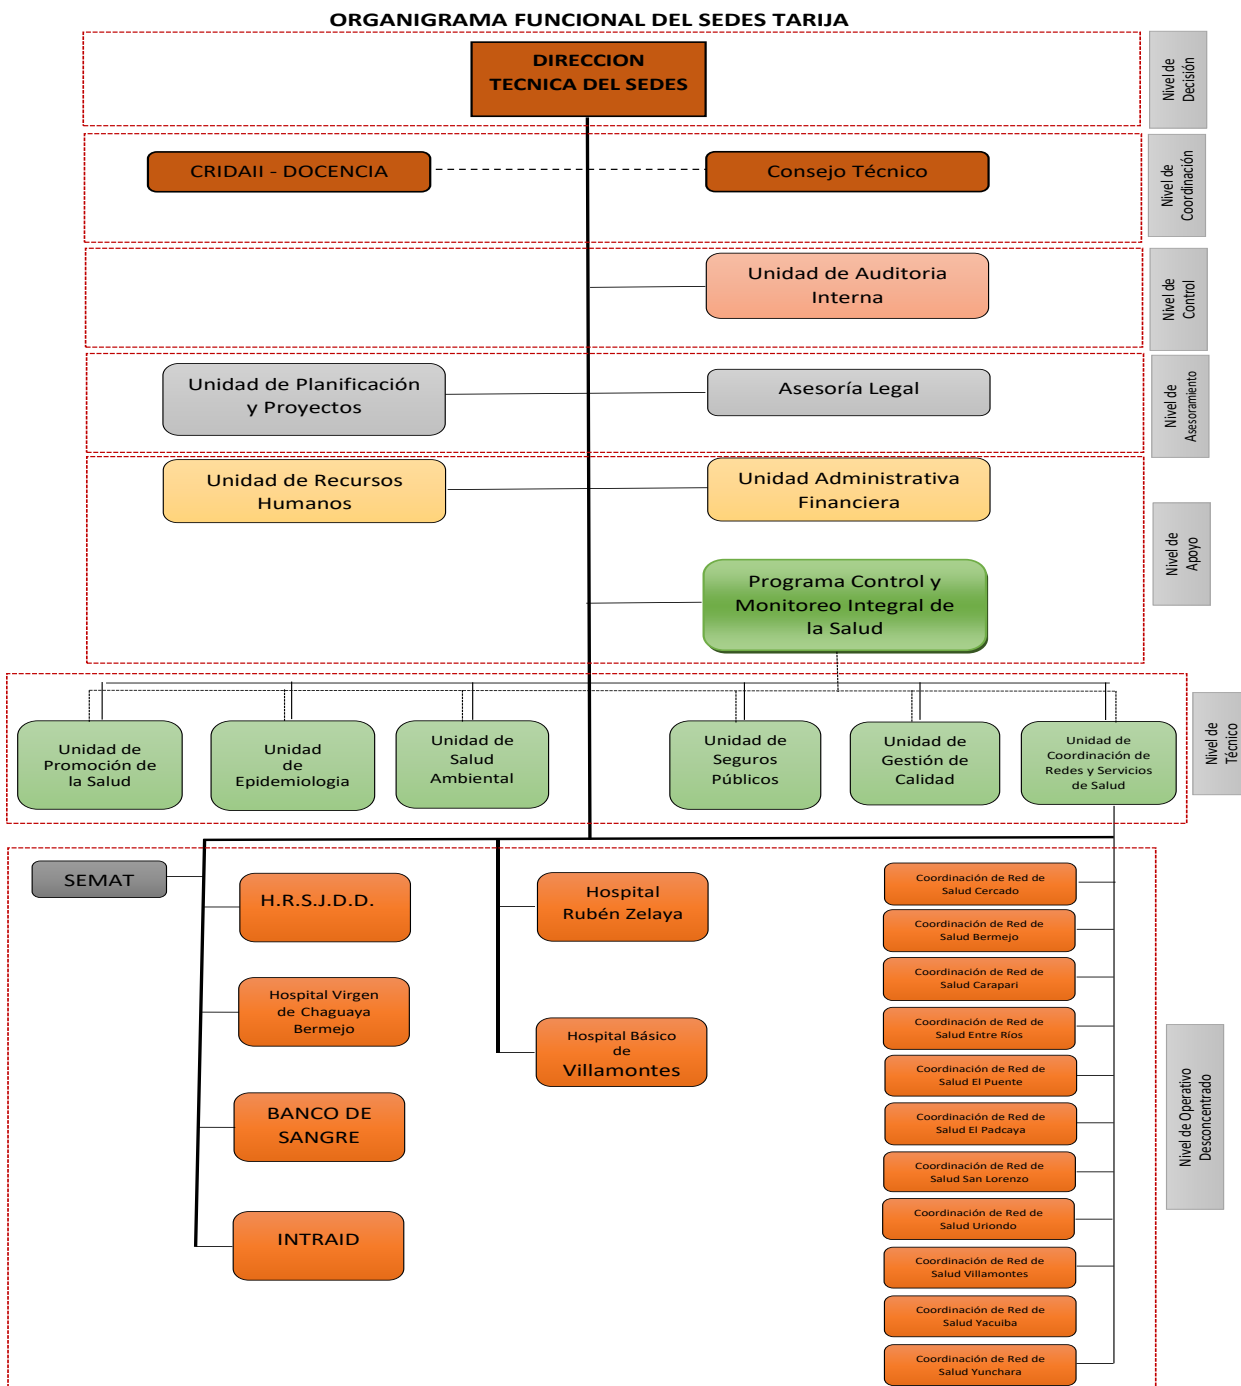 ORGANIGRAMA FUNCIONAL DEL SEDES TARIJA
DIRECCION
TECNICA DEL SEDES
Nivel de
Decisión
CRIDAII - DOCENCIA
Consejo Técnico
Nivel de
Coordinación
Unidad de Auditoria
Interna
Nivel de
Control
Unidad de Planificación
y Proyectos
Asesoría Legal
Nivel de
Asesoramiento
Unidad de Recursos
Humanos
Unidad Administrativa
Financiera
Programa Control y
Monitoreo Integral de
la Salud
Nivel de
Apoyo
Unidad de
Promoción de
la Salud
Unidad
de
Epidemiologia
Unidad de
Salud
Ambiental
Unidad de
Seguros
Públicos
Unidad de
Gestión de
Calidad
Unidad de
Coordinación de
Redes y Servicios
de Salud
Nivel de
Técnico
SEMAT
H.R.S.J.D.D.
Hospital Virgen
de Chaguaya
Bermejo
BANCO DE
SANGRE
INTRAID
Hospital
Rubén Zelaya
Hospital Básico
de
Villamontes
Coordinación de Red de
Salud Cercado
Coordinación de Red de
Salud Bermejo
Coordinación de Red de
Salud Carapari
Coordinación de Red de
Salud Entre Ríos
Coordinación de Red de
Salud El Puente
Coordinación de Red de
Salud El Padcaya
Coordinación de Red de
Salud San Lorenzo
Coordinación de Red de
Salud Uriondo
Coordinación de Red de
Salud Villamontes
Coordinación de Red de
Salud Yacuiba
Coordinación de Red de
Salud Yunchara
Nivel de Operativo
Desconcentrado